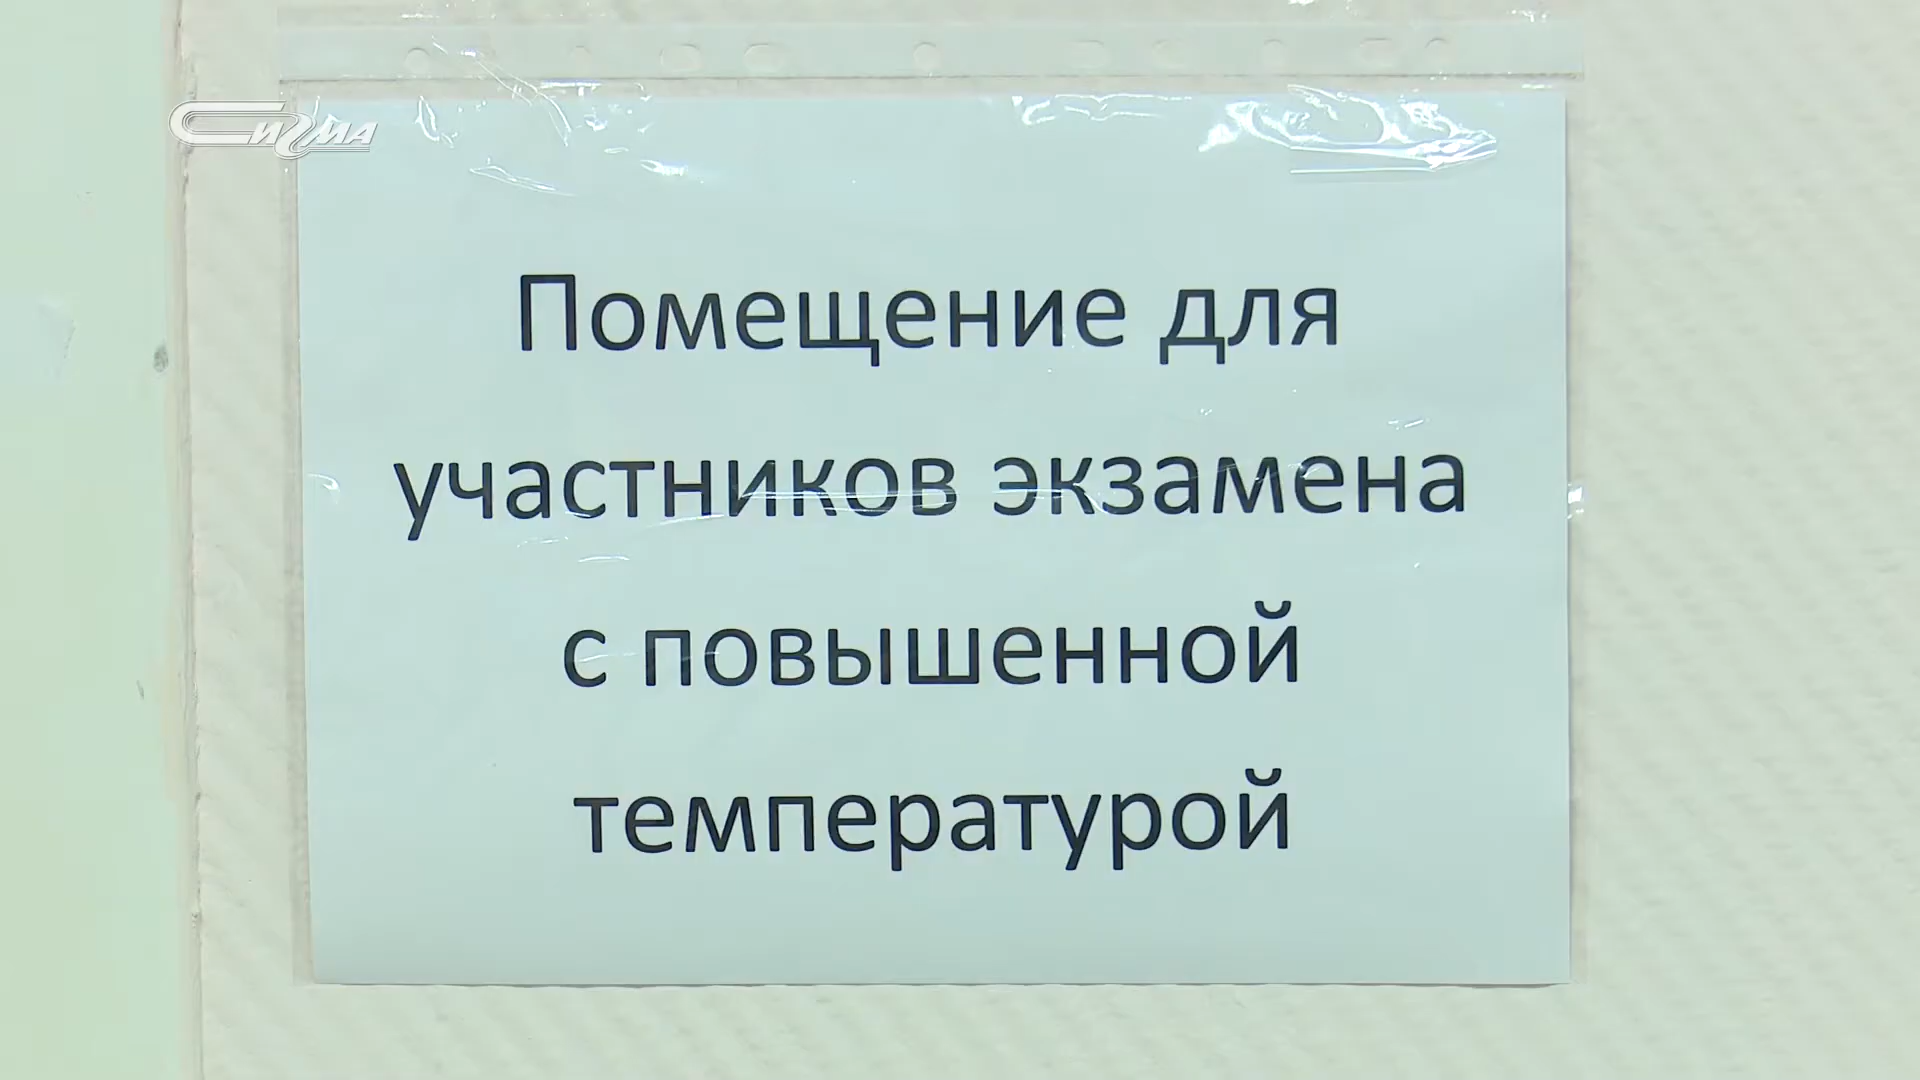 Сигма
Помещение для
участников экзамена
с повышенной
температурой